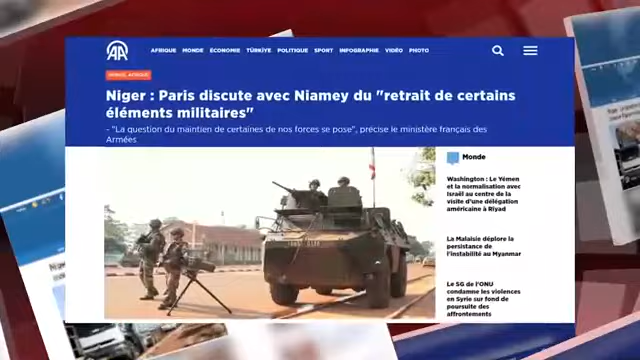 AA
AFRIQUE MONDE ÉCONOMIE TÜRKİYE POLITIQUE SPORT INFOGRAPHIE VIDÉO PHOTO
MONDE, AFRIQUE
Niger : Paris discute avec Niamey du "retrait de certains
éléments militaires"
- "La question du maintien de certaines de nos forces se pose", précise le ministère français des
Armées
Monde
Washington : Le Yémen
et la normalisation avec
Israël au centre de la
visite d'une délégation
américaine à Riyad
La Malaisie déplore la
persistance de
l'instabilité au Myanmar
Le SG de l'ONU
condamne les violences
en Syrie sur fond de
poursuite des
affrontements